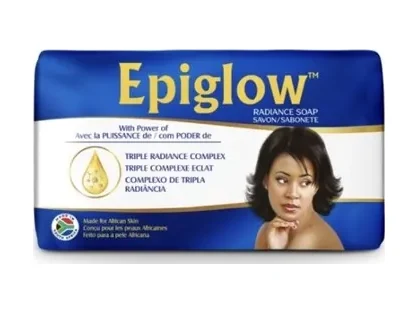 Epiglow™
RADIANCE SOAP
SAVON/SABONETE
With Power of
Avec la PUISSANCE de / com PODER de
TRIPLE RADIANCE COMPLEX
TRIPLE COMPLEXE ECLAT
COMPLEXO DE TRIPLA
RADIÂNCIA
Made for African Skin
Conçu pour les peaux Africaines
Feito para a pele Africana